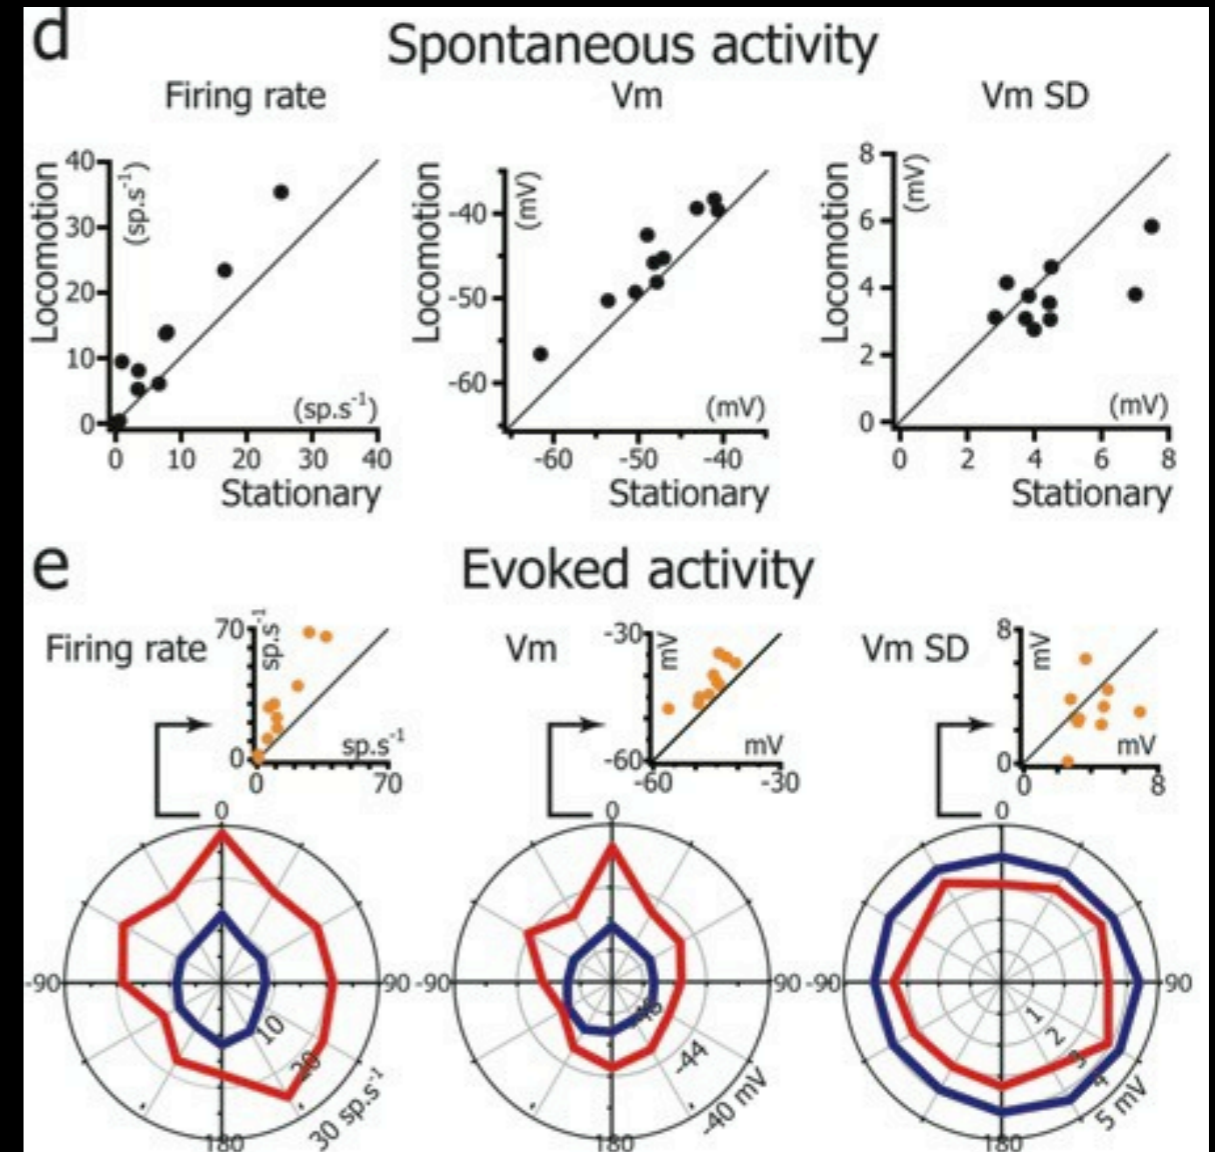 d
Spontaneous activity
Firing rate
Vm
Vm SD
Locomotion
(sp.s⁻¹)
40
30
20
10
0
(sp.s⁻¹)
0 10 20 30 40
Stationary
Locomotion
(mV)
-40
-50
-60
(mV)
-60 -50 -40
Stationary
Locomotion
(mV)
8
6
4
2
0
(mV)
0 2 4 6 8
Stationary
e
Evoked activity
Firing rate
70
sp.s⁻¹
0
sp.s⁻¹
0 70
Vm
-30
mV
-60
mV
-60 -30
Vm SD
8
mV
0
mV
0 8
0
-90
90
10
20
30 sp.s⁻¹
180
0
-90
90
-44
-40 mV
180
0
-90
90
1
2
3
4
5 mV
180